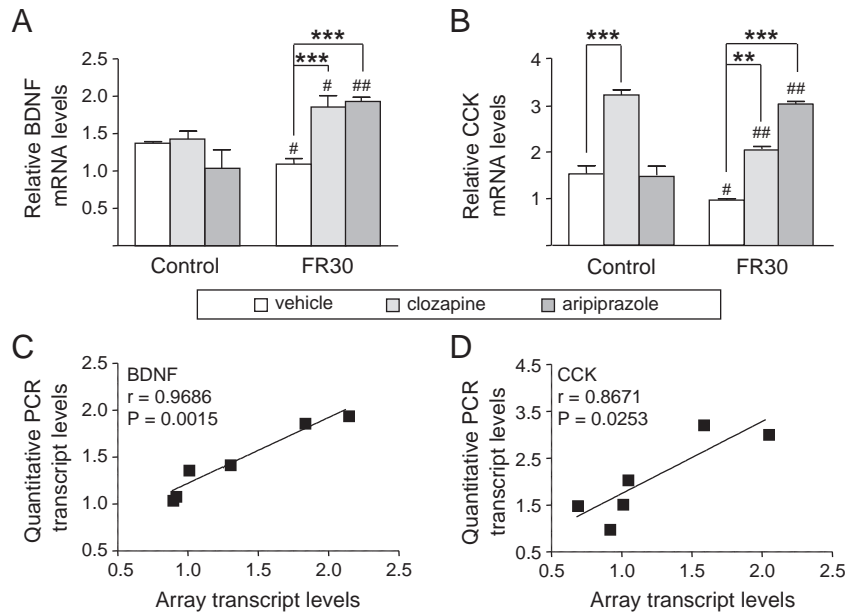 A
Relative BDNF
mRNA levels
2.5
2.0
1.5
1.0
0.5
***
***
#
#
##
Control
FR30
B
Relative CCK
mRNA levels
4
3
2
1
***
***
**
#
##
##
Control
FR30
vehicle
clozapine
aripiprazole
C
Quantitative PCR
transcript levels
2.5
2.0
1.5
1.0
0.5
BDNF
r = 0.9686
P = 0.0015
0.5 1.0 1.5 2.0 2.5
Array transcript levels
D
Quantitative PCR
transcript levels
4.5
3.5
2.5
1.5
0.5
CCK
r = 0.8671
P = 0.0253
0.5 1.0 1.5 2.0 2.5
Array transcript levels